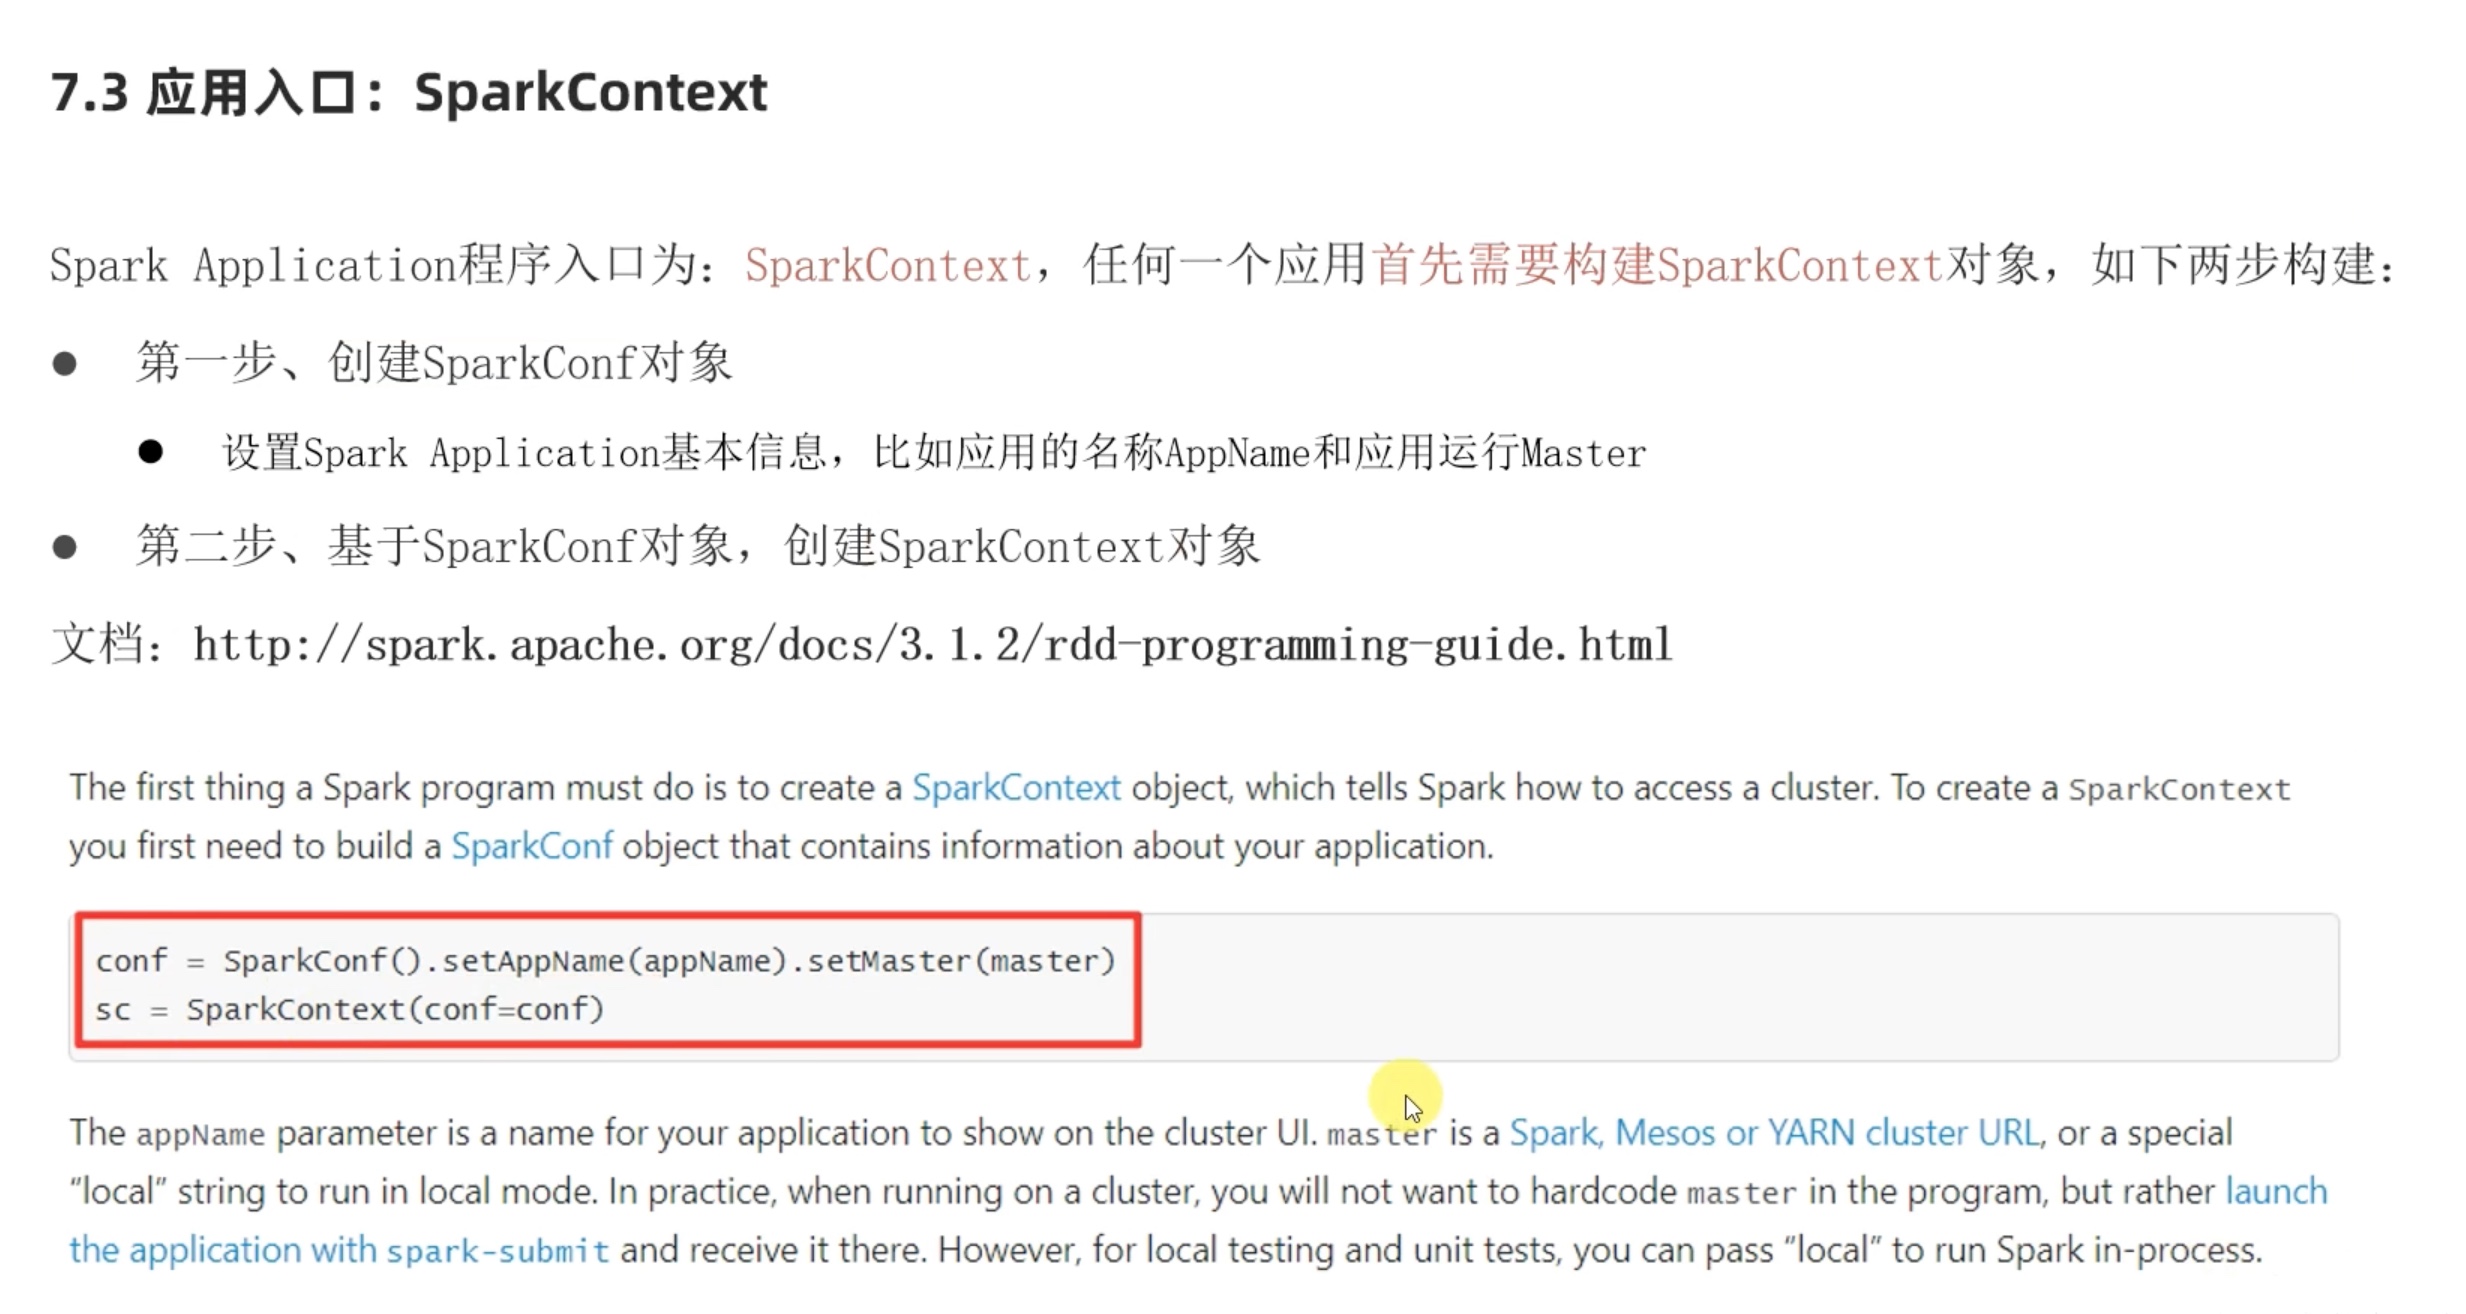 7.3 应用入口：SparkContext
Spark Application程序入口为：SparkContext，任何一个应用首先需要构建SparkContext对象，如下两步构建：
● 第一步、创建SparkConf对象
● 设置Spark Application基本信息，比如应用的名称AppName和应用运行Master
● 第二步、基于SparkConf对象，创建SparkContext对象
文档：http://spark.apache.org/docs/3.1.2/rdd-programming-guide.html
The first thing a Spark program must do is to create a SparkContext object, which tells Spark how to access a cluster. To create a SparkContext
you first need to build a SparkConf object that contains information about your application.
conf = SparkConf().setAppName(appName).setMaster(master)
sc = SparkContext(conf=conf)
The appName parameter is a name for your application to show on the cluster UI. master is a Spark, Mesos or YARN cluster URL, or a special
“local” string to run in local mode. In practice, when running on a cluster, you will not want to hardcode master in the program, but rather launch
the application with spark-submit and receive it there. However, for local testing and unit tests, you can pass “local” to run Spark in-process.